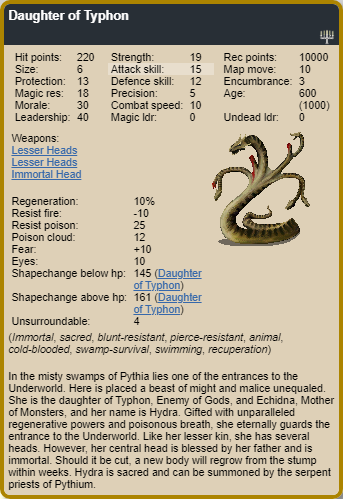 Daughter of Typhon
Hit points: 220 Strength: 19 Rec points: 10000
Size: 6 Attack skill: 15 Map move: 10
Protection: 13 Defence skill: 12 Encumbrance: 3
Magic res: 18 Precision: 5 Age: 600
Morale: 30 Combat speed: 10 (1000)
Leadership: 40 Magic ldr: 0 Undead ldr: 0
Weapons:
Lesser Heads
Lesser Heads
Immortal Head
Regeneration: 10%
Resist fire: -10
Resist poison: 25
Poison cloud: 12
Fear: +10
Eyes: 10
Shapechange below hp: 145 (Daughter
of Typhon)
Shapechange above hp: 161 (Daughter
of Typhon)
Unsurroundable: 4
(Immortal, sacred, blunt-resistant, pierce-resistant, animal,
cold-blooded, swamp-survival, swimming, recuperation)
In the misty swamps of Pythia lies one of the entrances to the
Underworld. Here is placed a beast of might and malice unequaled.
She is the daughter of Typhon, Enemy of Gods, and Echidna, Mother
of Monsters, and her name is Hydra. Gifted with unparalleled
regenerative powers and poisonous breath, she eternally guards the
entrance to the Underworld. Like her lesser kin, she has several
heads. However, her central head is blessed by her father and is
immortal. Should it be cut, a new body will regrow from the stump
within weeks. Hydra is sacred and can be summoned by the serpent
priests of Pythium.